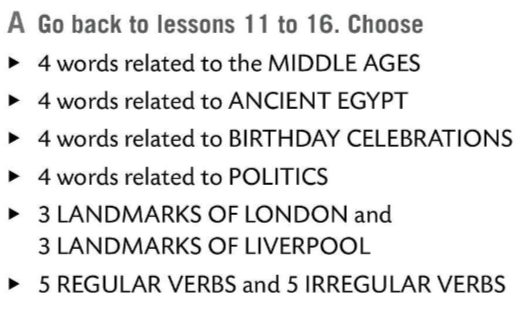 A Go back to lessons 11 to 16. Choose
▶ 4 words related to the MIDDLE AGES
▶ 4 words related to ANCIENT EGYPT
▶ 4 words related to BIRTHDAY CELEBRATIONS
▶ 4 words related to POLITICS
▶ 3 LANDMARKS OF LONDON and
3 LANDMARKS OF LIVERPOOL
▶ 5 REGULAR VERBS and 5 IRREGULAR VERBS